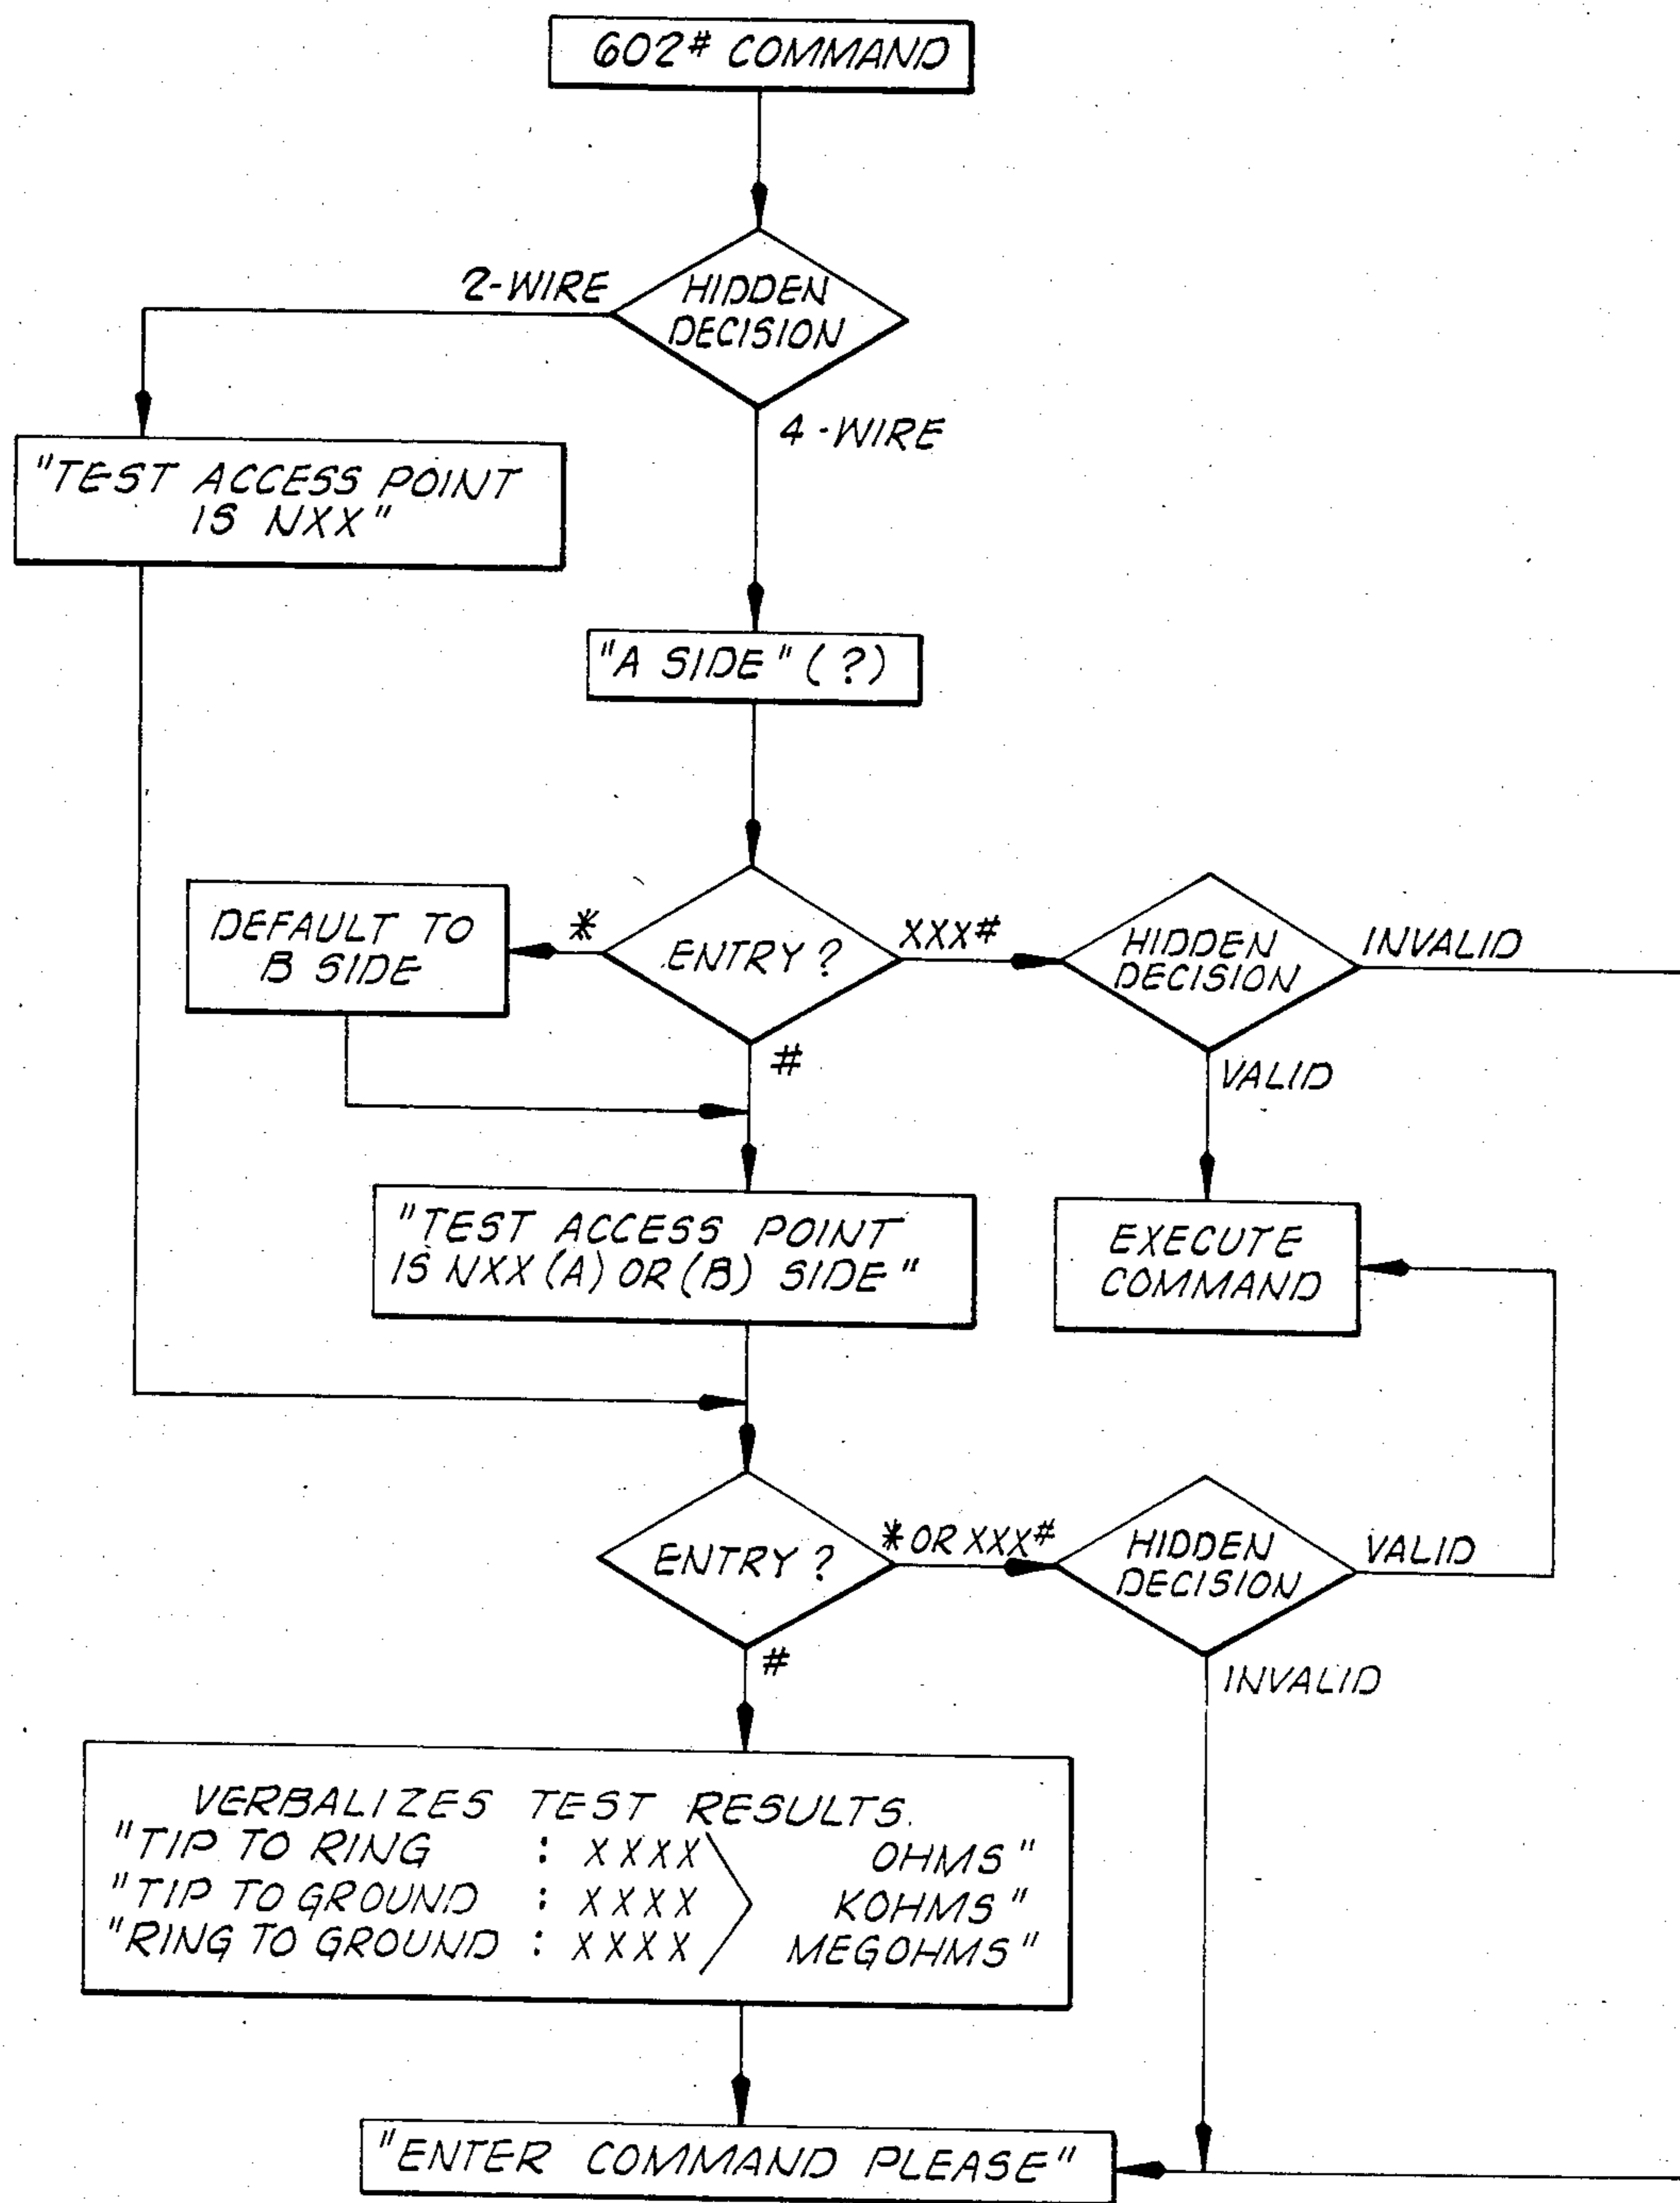 602# COMMAND
HIDDEN
DECISION
2-WIRE
4-WIRE
"TEST ACCESS POINT
IS NXX"
"A SIDE" (?)
DEFAULT TO
B SIDE
*
ENTRY ?
XXX#
HIDDEN
DECISION
INVALID
#
VALID
"TEST ACCESS POINT
IS NXX (A) OR (B) SIDE"
EXECUTE
COMMAND
ENTRY ?
* OR XXX#
HIDDEN
DECISION
VALID
#
INVALID
VERBALIZES TEST RESULTS.
"TIP TO RING : XXXX OHMS"
"TIP TO GROUND : XXXX KOHMS"
"RING TO GROUND : XXXX MEGOHMS"
"ENTER COMMAND PLEASE"